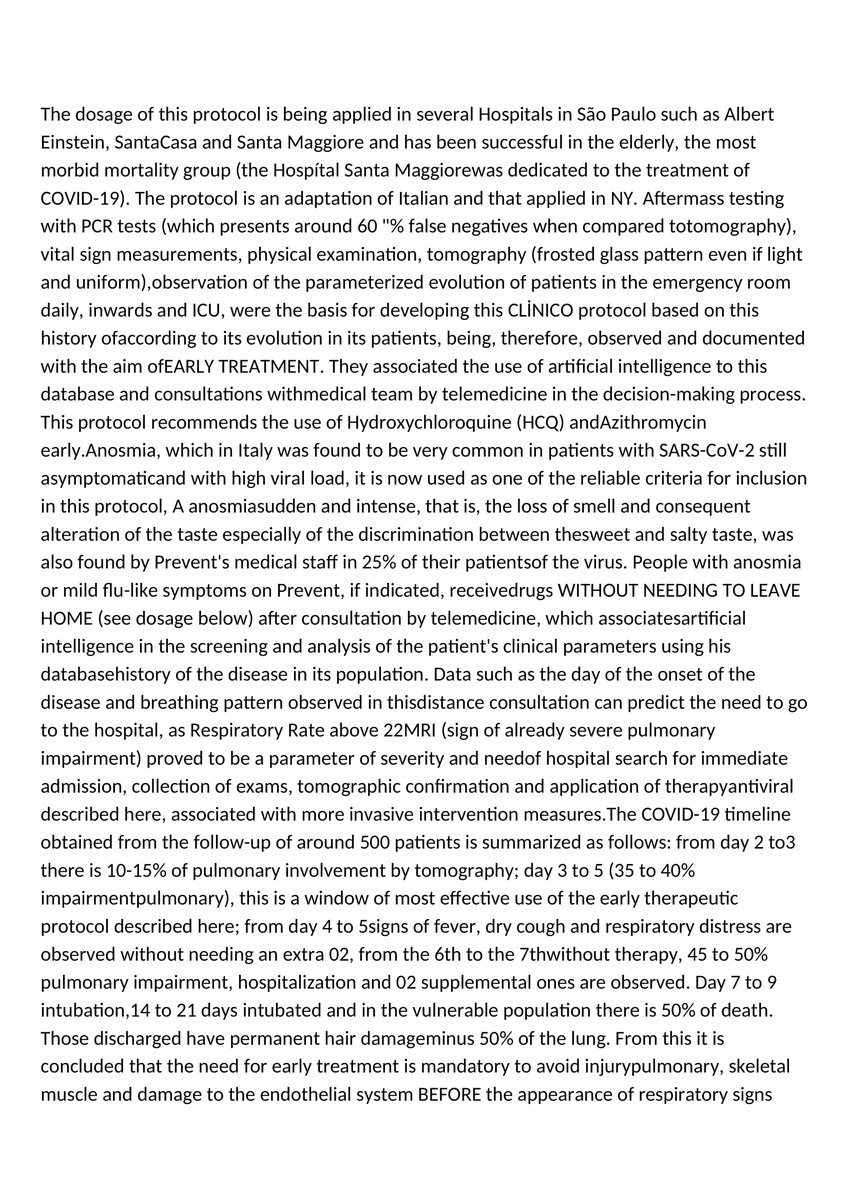 The dosage of this protocol is being applied in several Hospitals in São Paulo such as Albert
Einstein, SantaCasa and Santa Maggiore and has been successful in the elderly, the most
morbid mortality group (the Hospítal Santa Maggiorewas dedicated to the treatment of
COVID-19). The protocol is an adaptation of Italian and that applied in NY. Aftermass testing
with PCR tests (which presents around 60 "% false negatives when compared totomography),
vital sign measurements, physical examination, tomography (frosted glass pattern even if light
and uniform),observation of the parameterized evolution of patients in the emergency room
daily, inwards and ICU, were the basis for developing this CLİNICO protocol based on this
history ofaccording to its evolution in its patients, being, therefore, observed and documented
with the aim ofEARLY TREATMENT. They associated the use of artificial intelligence to this
database and consultations withmedical team by telemedicine in the decision-making process.
This protocol recommends the use of Hydroxychloroquine (HCQ) andAzithromycin
early.Anosmia, which in Italy was found to be very common in patients with SARS-CoV-2 still
asymptomaticand with high viral load, it is now used as one of the reliable criteria for inclusion
in this protocol, A anosmiasudden and intense, that is, the loss of smell and consequent
alteration of the taste especially of the discrimination between thesweet and salty taste, was
also found by Prevent's medical staff in 25% of their patientsof the virus. People with anosmia
or mild flu-like symptoms on Prevent, if indicated, receivedrugs WITHOUT NEEDING TO LEAVE
HOME (see dosage below) after consultation by telemedicine, which associatesartificial
intelligence in the screening and analysis of the patient's clinical parameters using his
databasehistory of the disease in its population. Data such as the day of the onset of the
disease and breathing pattern observed in thisdistance consultation can predict the need to go
to the hospital, as Respiratory Rate above 22MRI (sign of already severe pulmonary
impairment) proved to be a parameter of severity and needof hospital search for immediate
admission, collection of exams, tomographic confirmation and application of therapyantiviral
described here, associated with more invasive intervention measures.The COVID-19 timeline
obtained from the follow-up of around 500 patients is summarized as follows: from day 2 to3
there is 10-15% of pulmonary involvement by tomography; day 3 to 5 (35 to 40%
impairmentpulmonary), this is a window of most effective use of the early therapeutic
protocol described here; from day 4 to 5signs of fever, dry cough and respiratory distress are
observed without needing an extra 02, from the 6th to the 7thwithout therapy, 45 to 50%
pulmonary impairment, hospitalization and 02 supplemental ones are observed. Day 7 to 9
intubation,14 to 21 days intubated and in the vulnerable population there is 50% of death.
Those discharged have permanent hair damageminus 50% of the lung. From this it is
concluded that the need for early treatment is mandatory to avoid injurypulmonary, skeletal
muscle and damage to the endothelial system BEFORE the appearance of respiratory signs